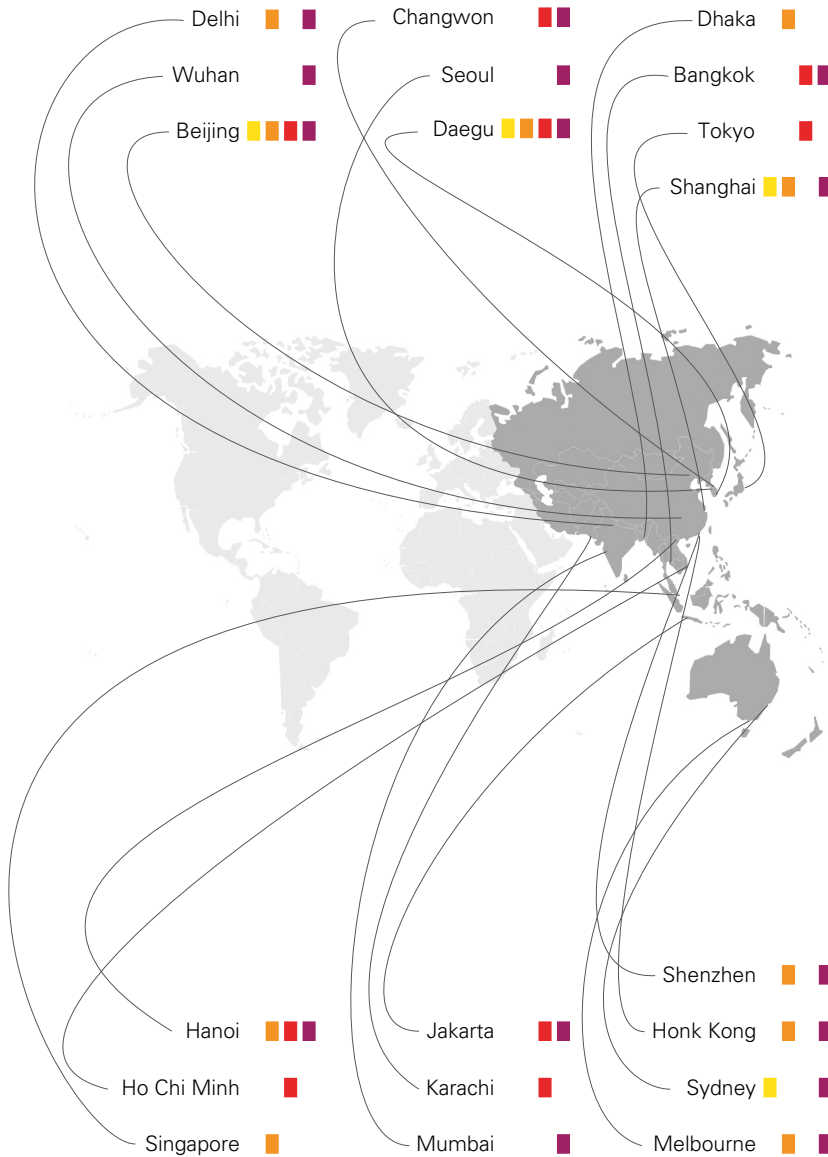 Delhi
Changwon
Dhaka
Wuhan
Seoul
Bangkok
Beijing
Daegu
Tokyo
Shanghai
Shenzhen
Hanoi
Jakarta
Honk Kong
Ho Chi Minh
Karachi
Sydney
Singapore
Mumbai
Melbourne